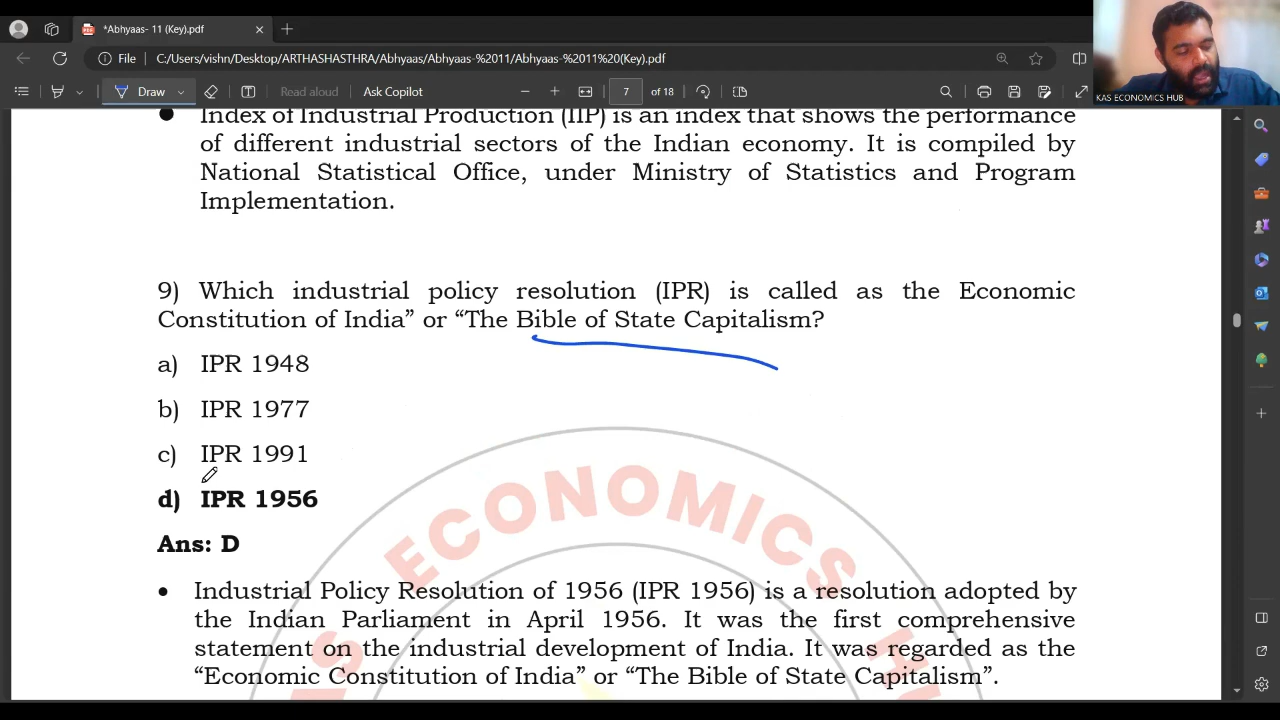 *Abhyaas- 11 (Key).pdf
File C:/Users/vishn/Desktop/ARTHASHASTHRA/Abhyaas/Abhyaas-%2011/Abhyaas-%2011%20(Key).pdf
Draw Read aloud Ask Copilot 7 of 18
KAS ECONOMICS HUB
Index of Industrial Production (IIP) is an index that shows the performance
of different industrial sectors of the Indian economy. It is compiled by
National Statistical Office, under Ministry of Statistics and Program
Implementation.
9) Which industrial policy resolution (IPR) is called as the Economic
Constitution of India” or “The Bible of State Capitalism?
a) IPR 1948
b) IPR 1977
c) IPR 1991
d) IPR 1956
Ans: D
• Industrial Policy Resolution of 1956 (IPR 1956) is a resolution adopted by
the Indian Parliament in April 1956. It was the first comprehensive
statement on the industrial development of India. It was regarded as the
“Economic Constitution of India” or “The Bible of State Capitalism”.
ECONOMICS